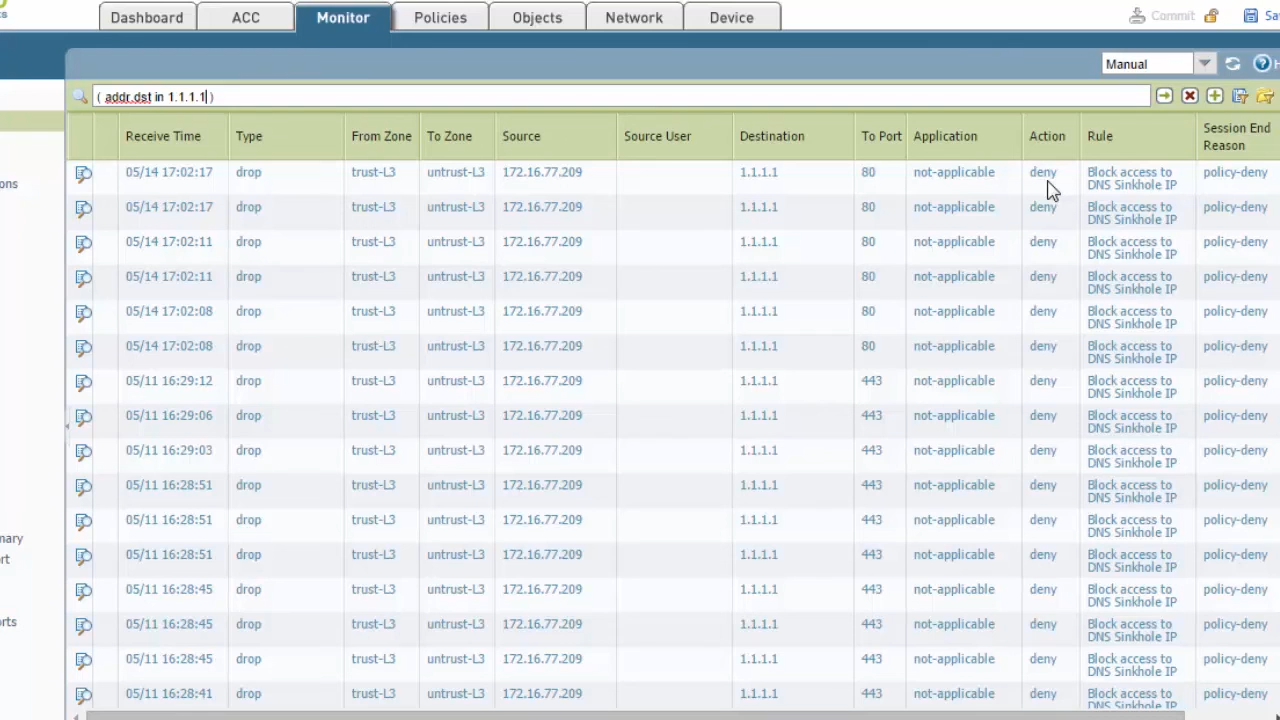 Dashboard ACC Monitor Policies Objects Network Device Commit
Manual
( addr.dst in 1.1.1.1 )
Receive Time Type From Zone To Zone Source Source User Destination To Port Application Action Rule Session End Reason
05/14 17:02:17 drop trust-L3 untrust-L3 172.16.77.209 1.1.1.1 80 not-applicable deny Block access to DNS Sinkhole IP policy-deny
05/14 17:02:17 drop trust-L3 untrust-L3 172.16.77.209 1.1.1.1 80 not-applicable deny Block access to DNS Sinkhole IP policy-deny
05/14 17:02:11 drop trust-L3 untrust-L3 172.16.77.209 1.1.1.1 80 not-applicable deny Block access to DNS Sinkhole IP policy-deny
05/14 17:02:11 drop trust-L3 untrust-L3 172.16.77.209 1.1.1.1 80 not-applicable deny Block access to DNS Sinkhole IP policy-deny
05/14 17:02:08 drop trust-L3 untrust-L3 172.16.77.209 1.1.1.1 80 not-applicable deny Block access to DNS Sinkhole IP policy-deny
05/14 17:02:08 drop trust-L3 untrust-L3 172.16.77.209 1.1.1.1 80 not-applicable deny Block access to DNS Sinkhole IP policy-deny
05/11 16:29:12 drop trust-L3 untrust-L3 172.16.77.209 1.1.1.1 443 not-applicable deny Block access to DNS Sinkhole IP policy-deny
05/11 16:29:06 drop trust-L3 untrust-L3 172.16.77.209 1.1.1.1 443 not-applicable deny Block access to DNS Sinkhole IP policy-deny
05/11 16:29:03 drop trust-L3 untrust-L3 172.16.77.209 1.1.1.1 443 not-applicable deny Block access to DNS Sinkhole IP policy-deny
05/11 16:28:51 drop trust-L3 untrust-L3 172.16.77.209 1.1.1.1 443 not-applicable deny Block access to DNS Sinkhole IP policy-deny
05/11 16:28:51 drop trust-L3 untrust-L3 172.16.77.209 1.1.1.1 443 not-applicable deny Block access to DNS Sinkhole IP policy-deny
05/11 16:28:51 drop trust-L3 untrust-L3 172.16.77.209 1.1.1.1 443 not-applicable deny Block access to DNS Sinkhole IP policy-deny
05/11 16:28:45 drop trust-L3 untrust-L3 172.16.77.209 1.1.1.1 443 not-applicable deny Block access to DNS Sinkhole IP policy-deny
05/11 16:28:45 drop trust-L3 untrust-L3 172.16.77.209 1.1.1.1 443 not-applicable deny Block access to DNS Sinkhole IP policy-deny
05/11 16:28:45 drop trust-L3 untrust-L3 172.16.77.209 1.1.1.1 443 not-applicable deny Block access to DNS Sinkhole IP policy-deny
05/11 16:28:41 drop trust-L3 untrust-L3 172.16.77.209 1.1.1.1 443 not-applicable deny Block access to DNS Sinkhole IP policy-deny